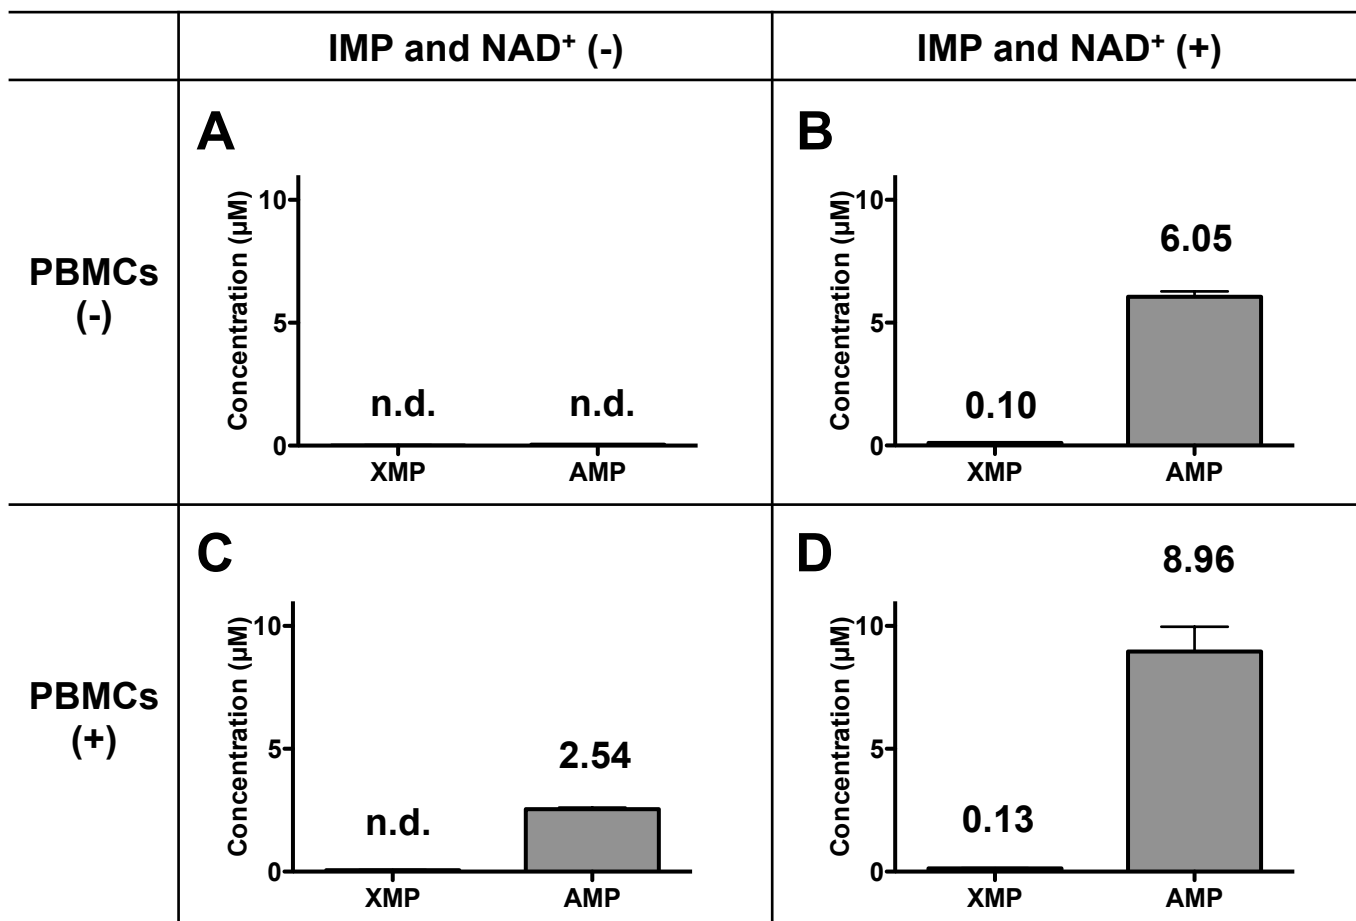 IMP and NAD⁺ (-)
IMP and NAD⁺ (+)
PBMCs
(-)
A
Concentration (µM)
10
5
0
n.d.
n.d.
XMP
AMP
B
Concentration (µM)
10
5
0
0.10
6.05
XMP
AMP
PBMCs
(+)
C
Concentration (µM)
10
5
0
n.d.
2.54
XMP
AMP
D
Concentration (µM)
10
5
0
0.13
8.96
XMP
AMP